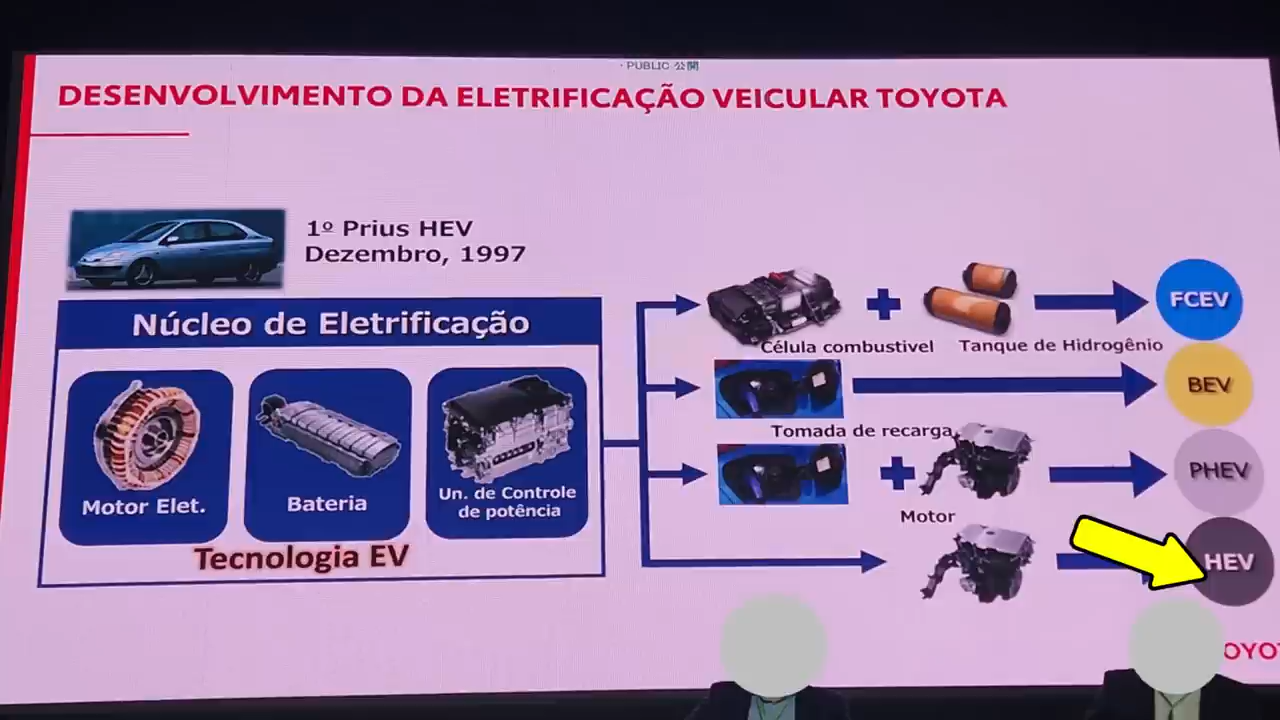 ・PUBLIC 公開
DESENVOLVIMENTO DA ELETRIFICAÇÃO VEICULAR TOYOTA
1º Prius HEV
Dezembro, 1997
Núcleo de Eletrificação
Motor Elet.
Bateria
Un. de Controle
de potência
Tecnologia EV
Célula combustivel
Tanque de Hidrogênio
FCEV
Tomada de recarga
BEV
Motor
PHEV
HEV
OYO